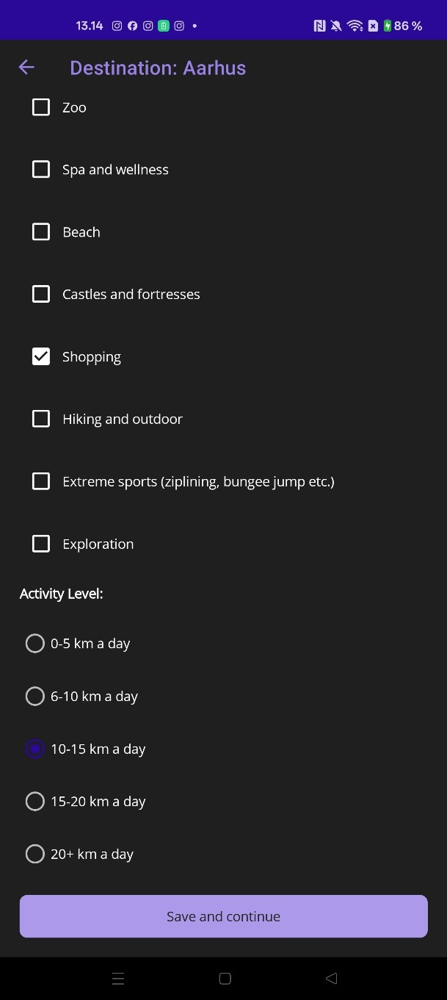 13.14
86 %
Destination: Aarhus
Zoo
Spa and wellness
Beach
Castles and fortresses
Shopping
Hiking and outdoor
Extreme sports (ziplining, bungee jump etc.)
Exploration
Activity Level:
0-5 km a day
6-10 km a day
10-15 km a day
15-20 km a day
20+ km a day
Save and continue